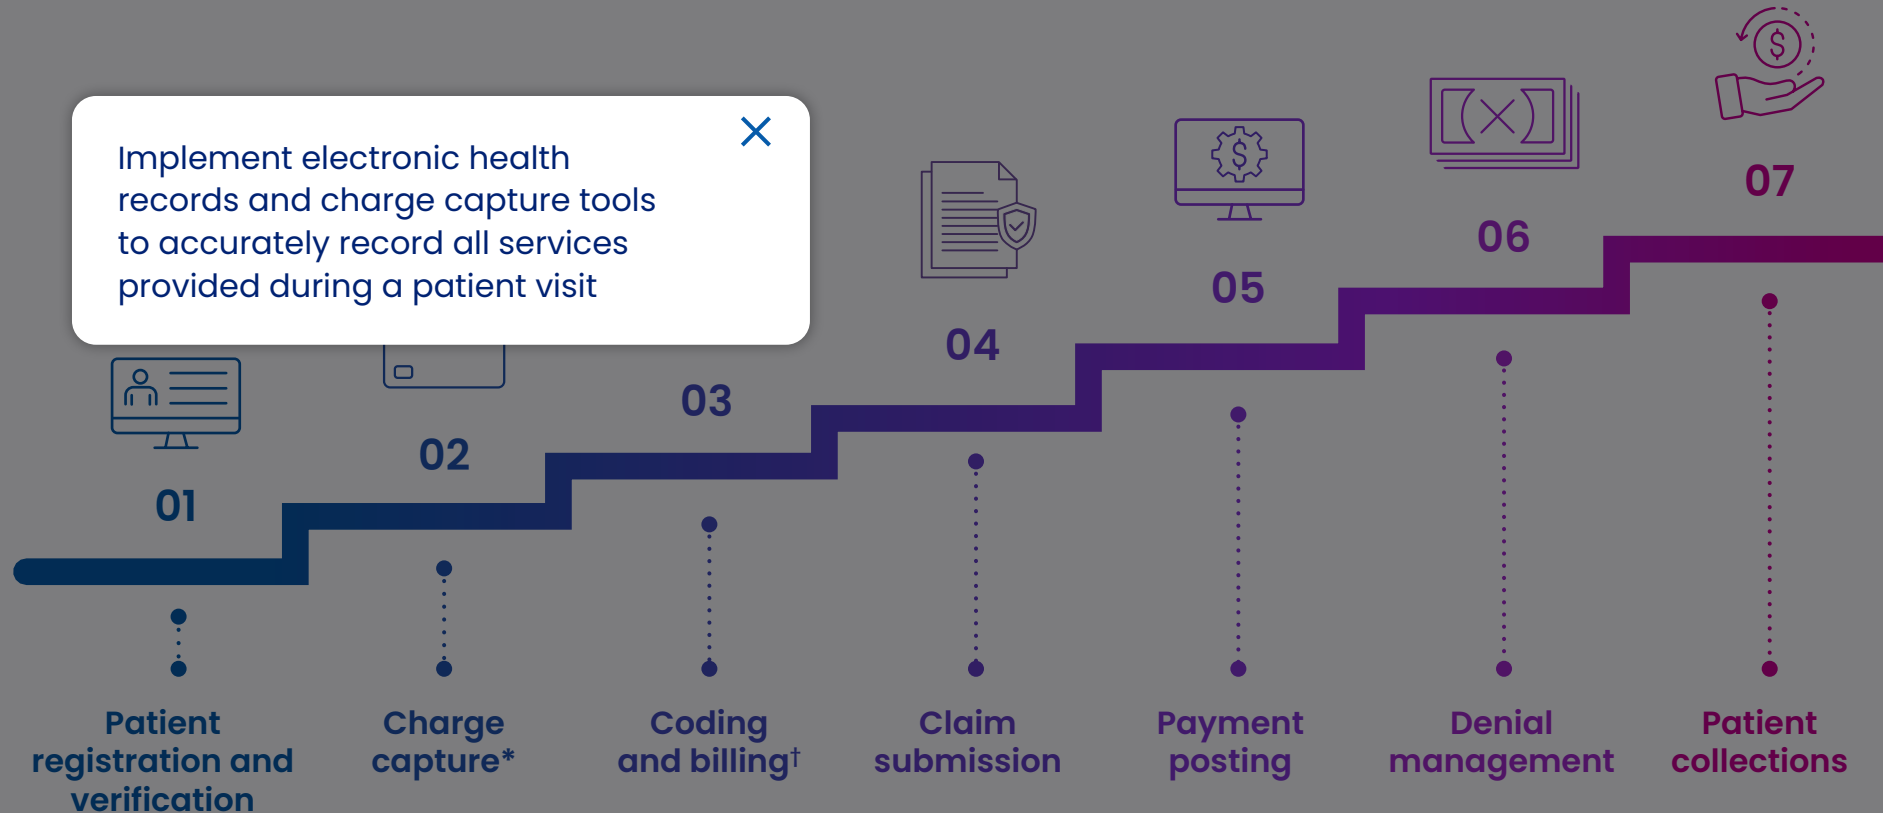 Implement electronic health
records and charge capture tools
to accurately record all services
provided during a patient visit
01
02
03
04
05
06
07
Patient
registration and
verification
Charge
capture*
Coding
and billing†
Claim
submission
Payment
posting
Denial
management
Patient
collections